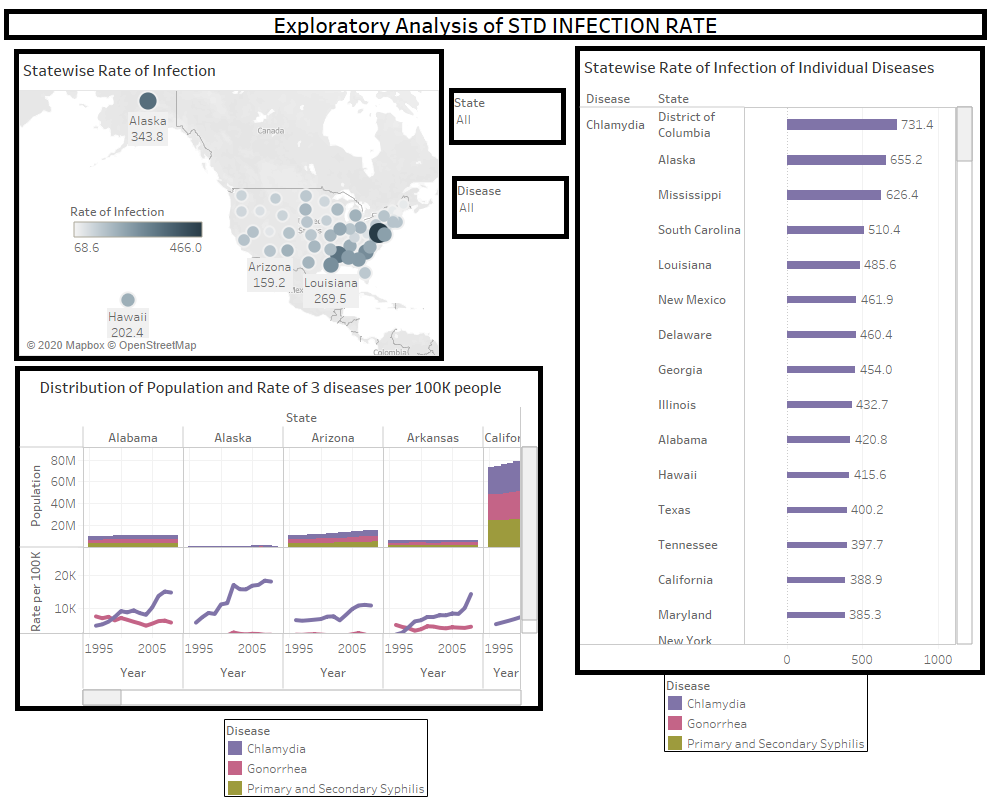 Exploratory Analysis of STD INFECTION RATE
Statewise Rate of Infection
Alaska
343.8
Canada
Rate of Infection
68.6 466.0
Arizona
159.2
Louisiana
269.5
Hawaii
202.4
© 2020 Mapbox © OpenStreetMap
Colombia
State
All
Disease
All
Statewise Rate of Infection of Individual Diseases
Disease State
Chlamydia
District of
Columbia
731.4
Alaska 655.2
Mississippi 626.4
South Carolina 510.4
Louisiana 485.6
New Mexico 461.9
Delaware 460.4
Georgia 454.0
Illinois 432.7
Alabama 420.8
Hawaii 415.6
Texas 400.2
Tennessee 397.7
California 388.9
Maryland 385.3
New York
0 500 1000
Disease
Chlamydia
Gonorrhea
Primary and Secondary Syphilis
Distribution of Population and Rate of 3 diseases per 100K people
State
Alabama Alaska Arizona Arkansas Califor
Population
80M
60M
40M
20M
Rate per 100K
20K
10K
1995 2005 1995 2005 1995 2005 1995 2005 1995
Year Year Year Year Year
Disease
Chlamydia
Gonorrhea
Primary and Secondary Syphilis